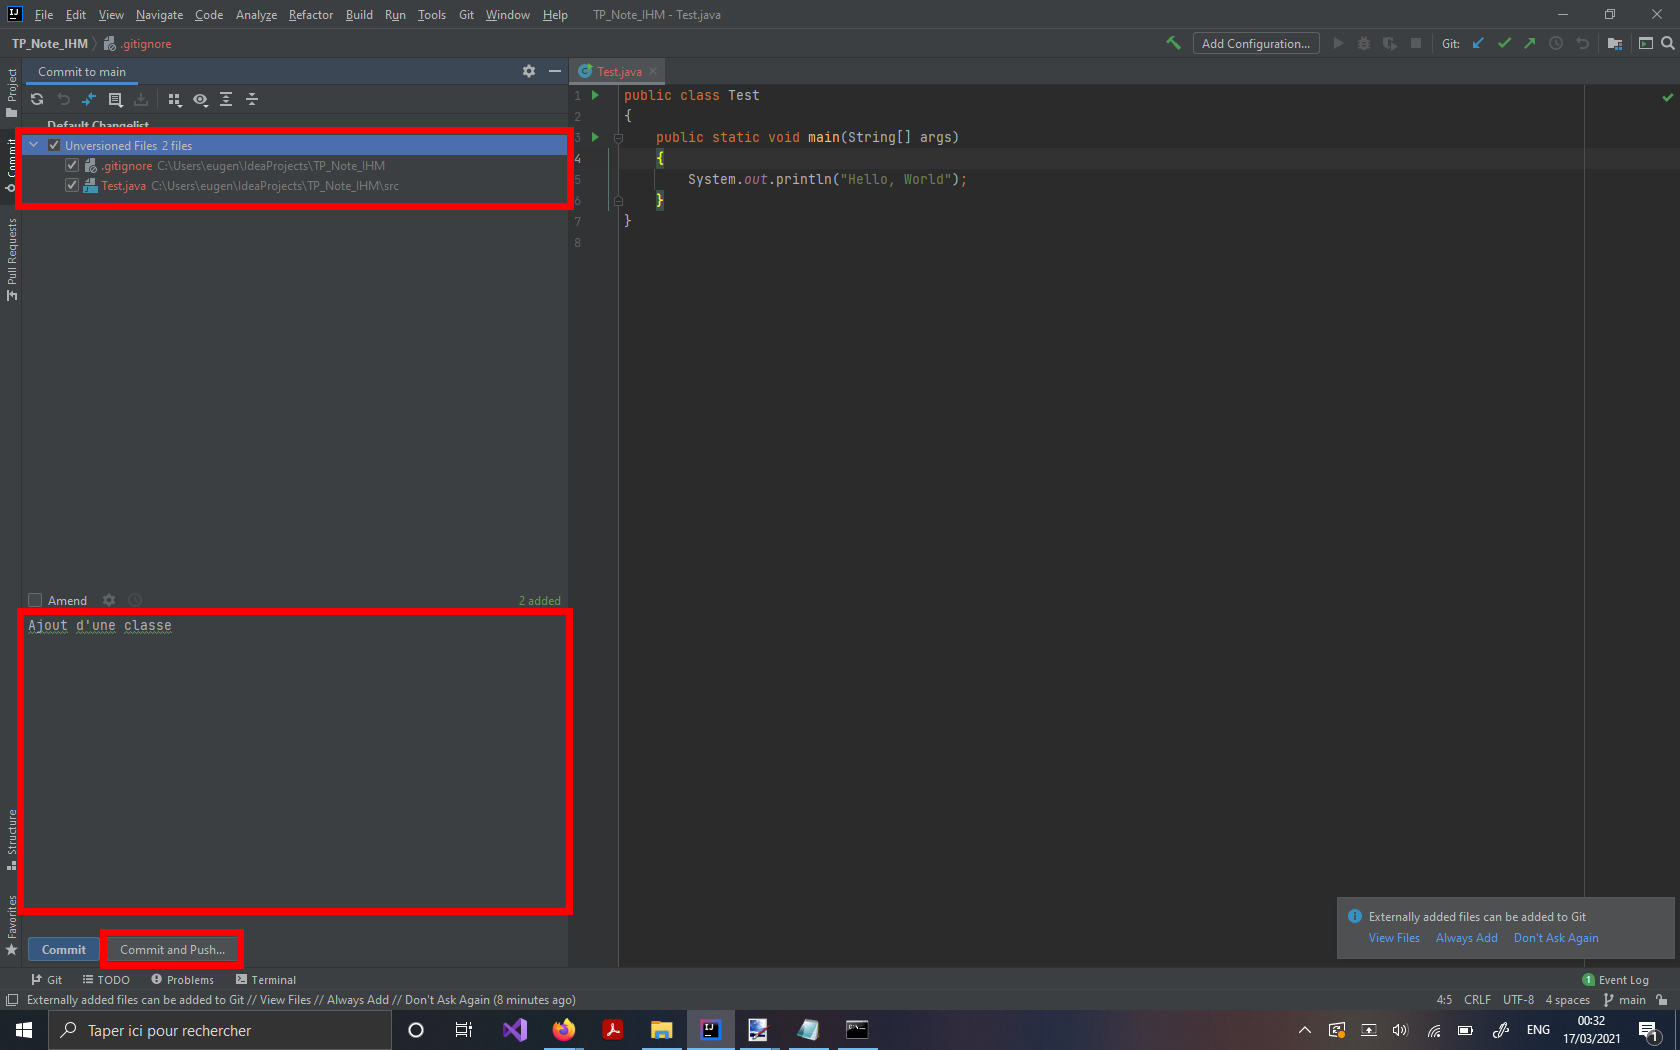 File Edit View Navigate Code Analyze Refactor Build Run Tools Git Window Help TP_Note_IHM - Test.java
TP_Note_IHM .gitignore Add Configuration... Git:
Commit to main
Test.java
Default Changelist
Unversioned Files 2 files
.gitignore C:\Users\eugen\IdeaProjects\TP_Note_IHM
Test.java C:\Users\eugen\IdeaProjects\TP_Note_IHM\src
Project
Commit
Pull Requests
Structure
Favorites
1 public class Test
2 {
3 public static void main(String[] args)
4 {
5 System.out.println("Hello, World");
6 }
7 }
8
Amend 2 added
Ajout d'une classe
Commit Commit and Push...
Externally added files can be added to Git
View Files Always Add Don't Ask Again
Git TODO Problems Terminal 1 Event Log
Externally added files can be added to Git // View Files // Always Add // Don't Ask Again (8 minutes ago) 4:5 CRLF UTF-8 4 spaces main
Taper ici pour rechercher
ENG
00:32
17/03/2021
1